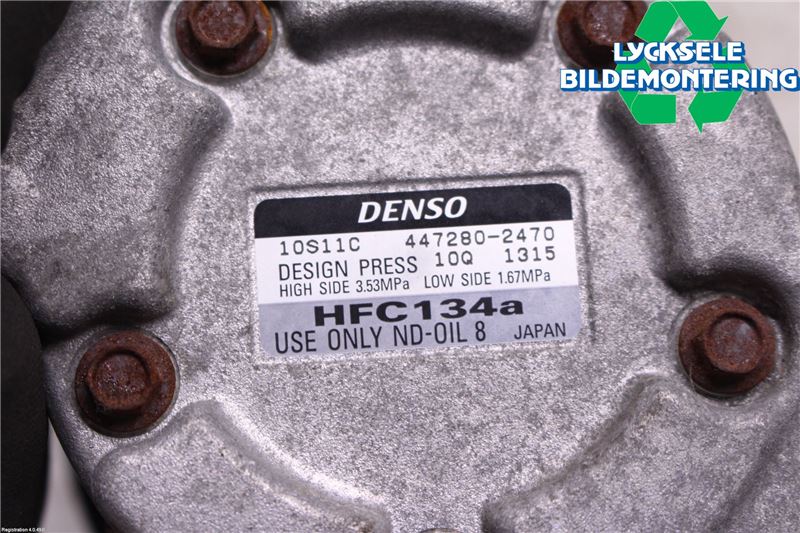 LYCKSELE
BILDEMONTERING
DENSO
10S11C 447280-2470
DESIGN PRESS 10Q 1315
HIGH SIDE 3.53MPa LOW SIDE 1.67MPa
HFC134a
USE ONLY ND-OIL 8 JAPAN